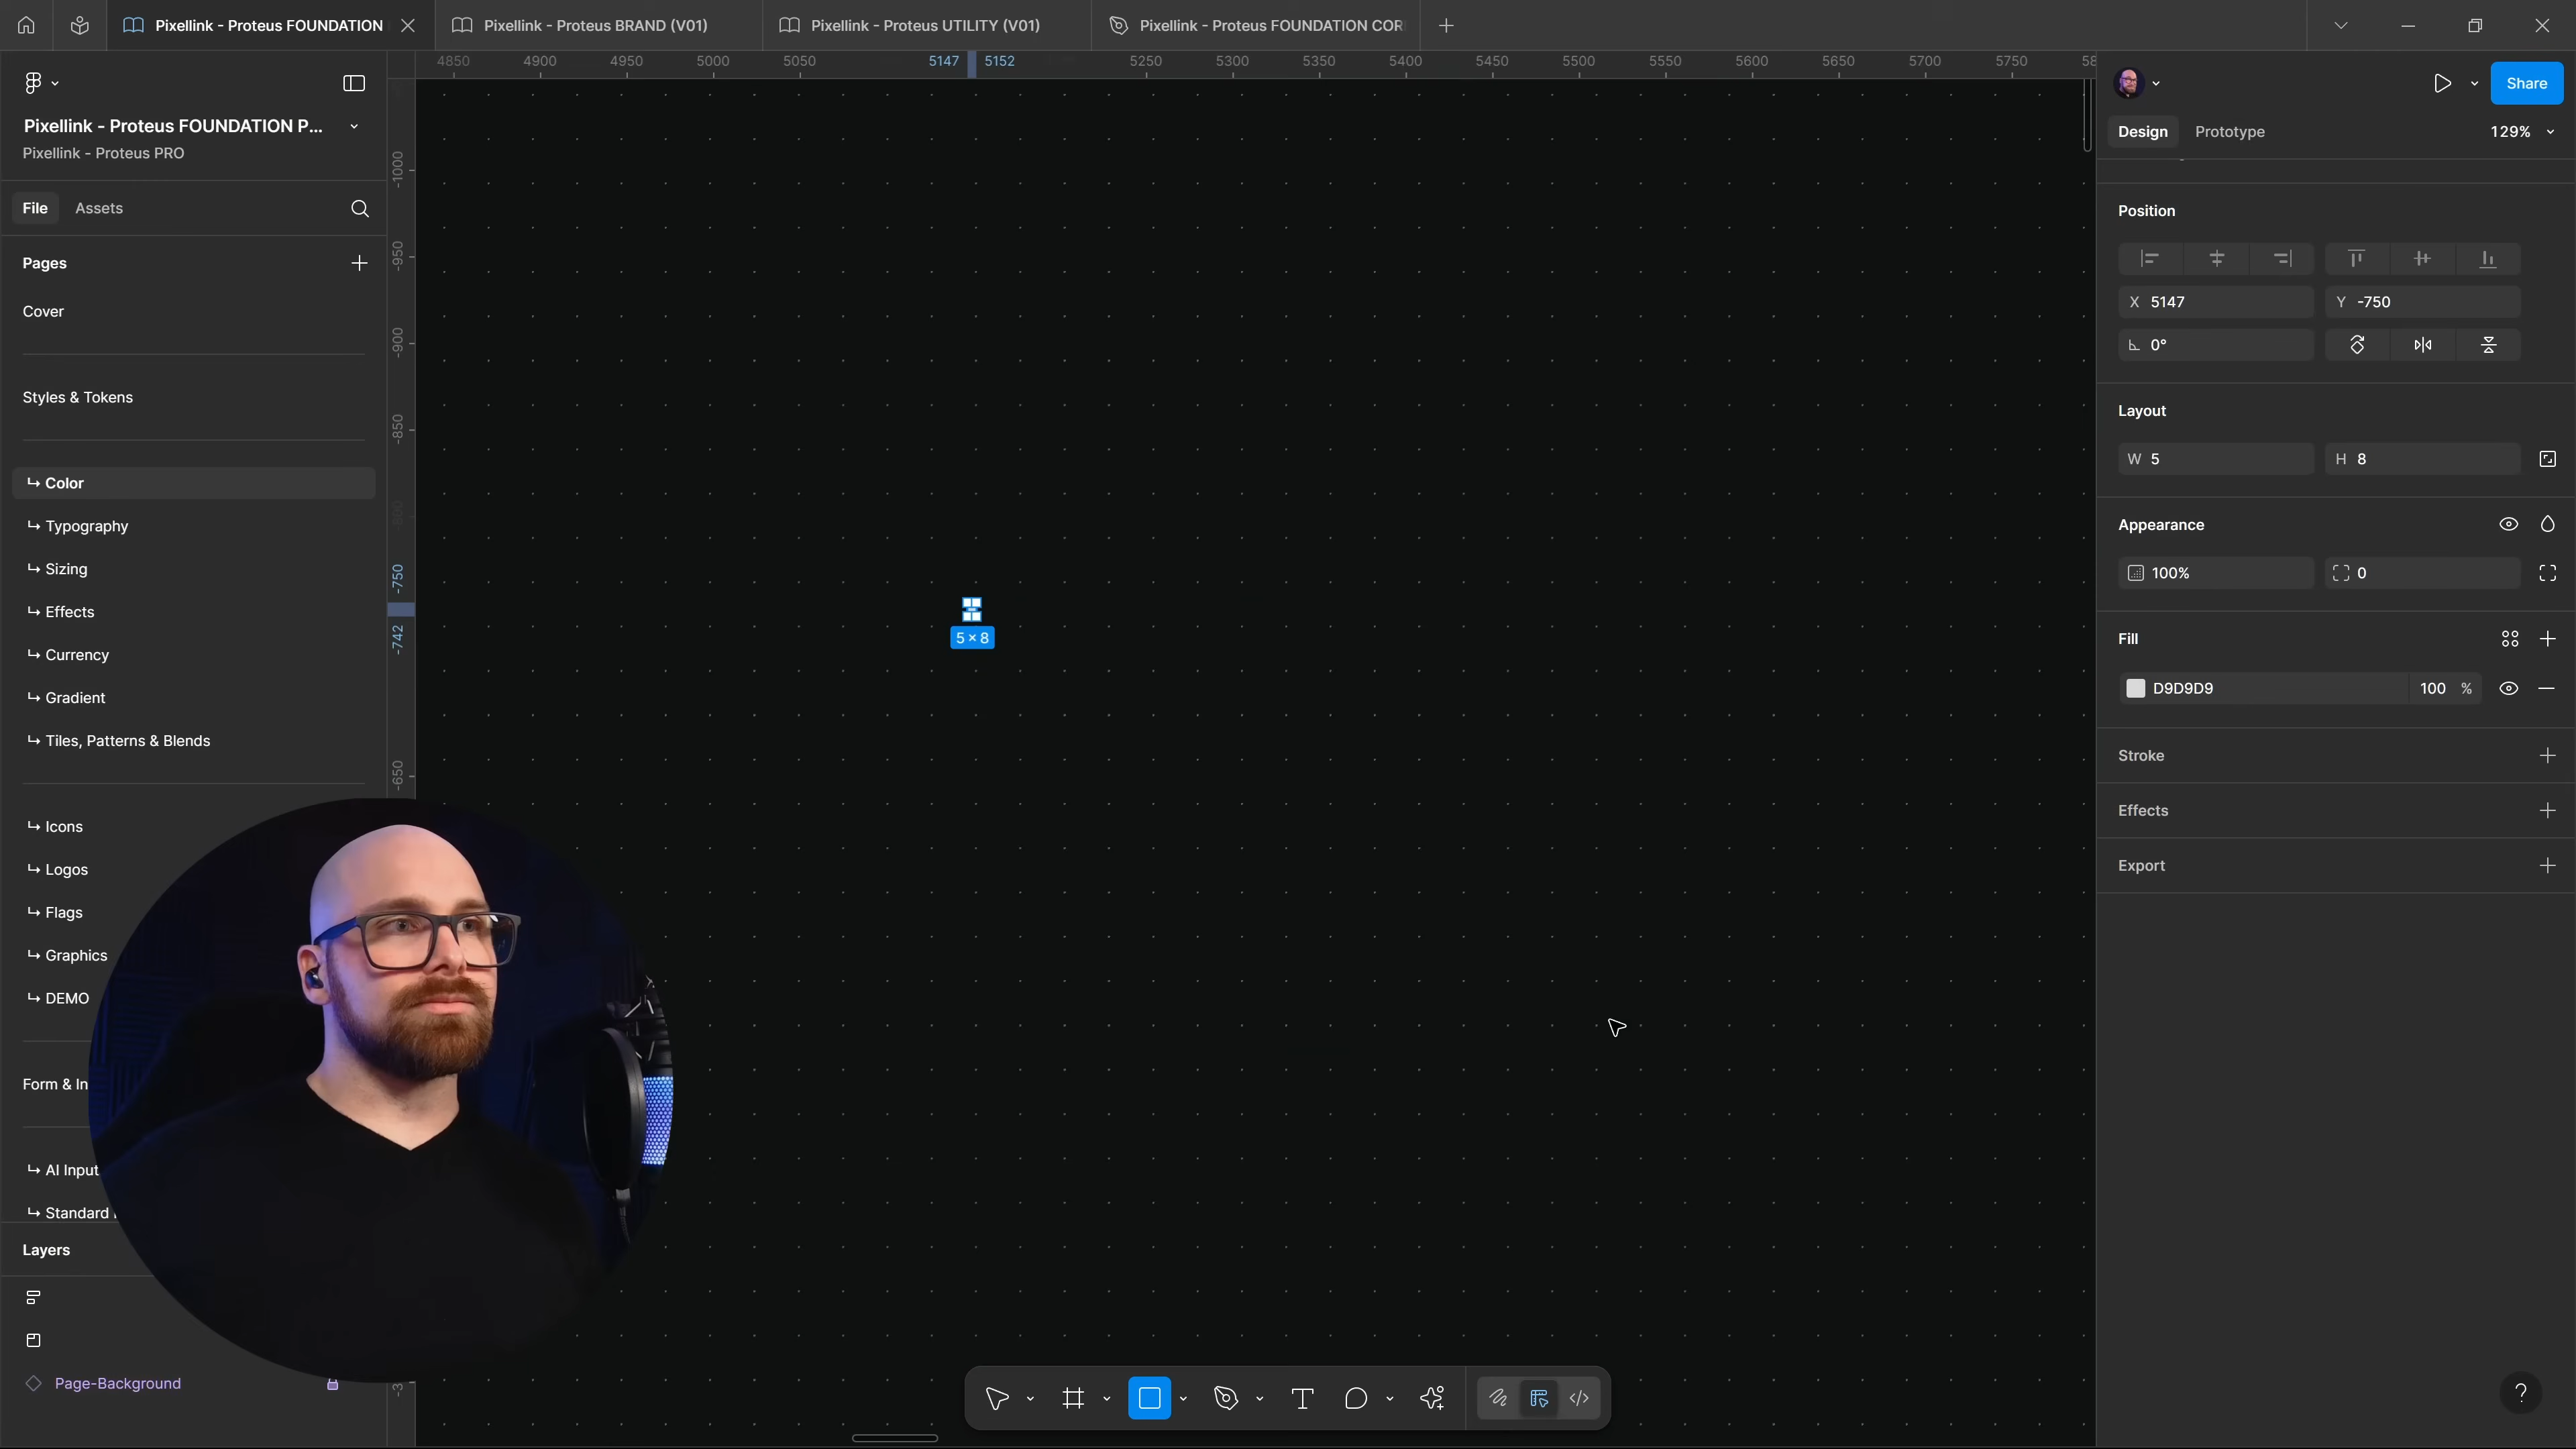 Pixellink - Proteus FOUNDATION
Pixellink - Proteus BRAND (V01)
Pixellink - Proteus UTILITY (V01)
Pixellink - Proteus FOUNDATION COR
4850 4900 4950 5000 5050 5147 5152 5250 5300 5350 5400 5450 5500 5550 5600 5650 5700 5750 58
Pixellink - Proteus FOUNDATION P...
Pixellink - Proteus PRO
File Assets
Pages
Cover
Styles & Tokens
Color
Typography
Sizing
Effects
Currency
Gradient
Tiles, Patterns & Blends
Icons
Logos
Flags
Graphics
DEMO
Form & In
AI Input
Standard
Layers
Page-Background
-1000
-950
-900
-850
-800
-750
-742
-650
-3
5 × 8
Share
Design Prototype 129%
Position
X 5147 Y -750
0°
Layout
W 5 H 8
Appearance
100% 0
Fill
D9D9D9 100 %
Stroke
Effects
Export
?